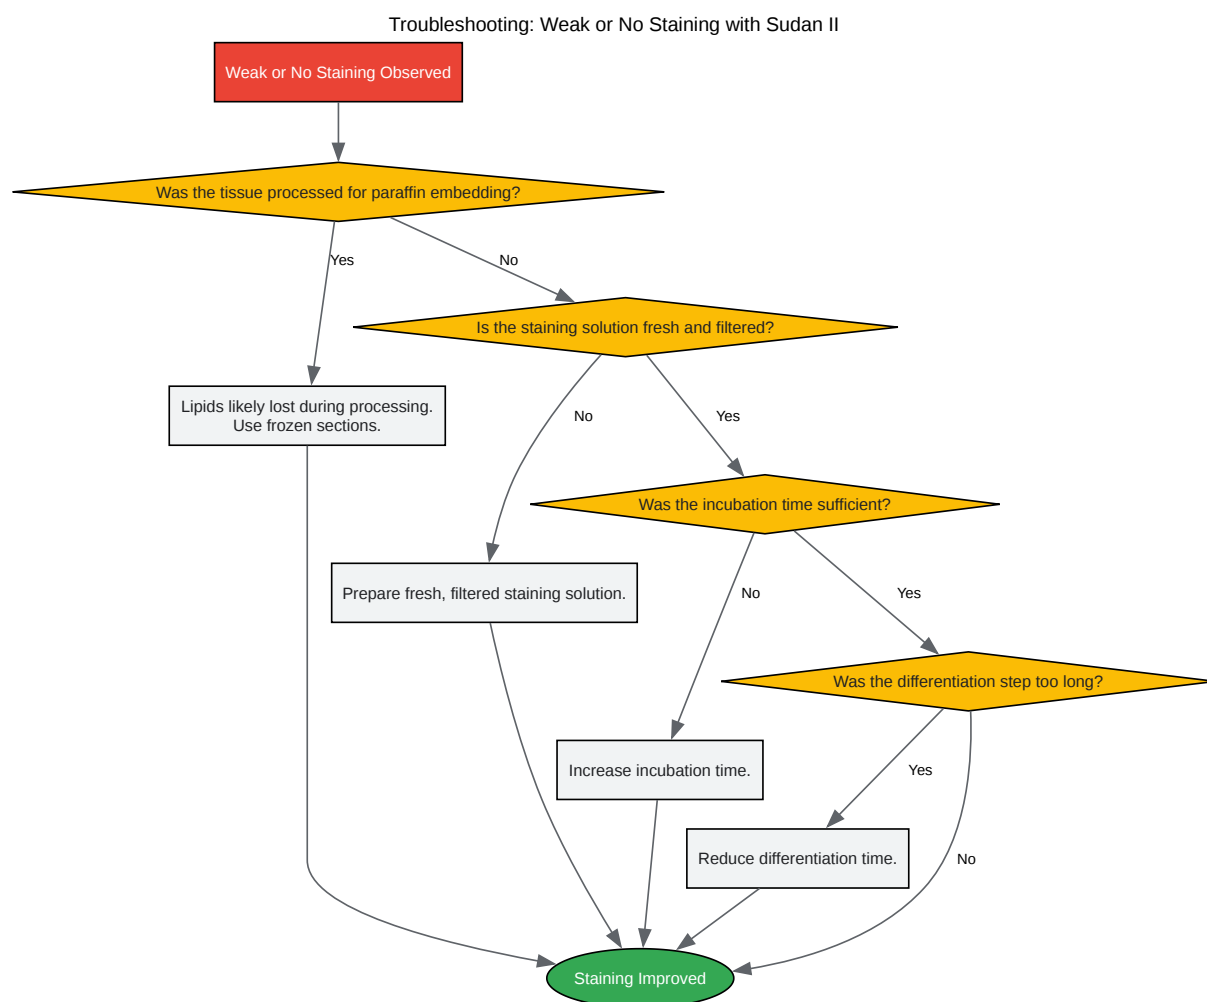 Troubleshooting: Weak or No Staining with Sudan II
Weak or No Staining Observed
Was the tissue processed for paraffin embedding?
Yes
No
Is the staining solution fresh and filtered?
Lipids likely lost during processing.
Use frozen sections.
No
Yes
Was the incubation time sufficient?
Prepare fresh, filtered staining solution.
No
Yes
Was the differentiation step too long?
Increase incubation time.
Yes
Reduce differentiation time.
No
Staining Improved